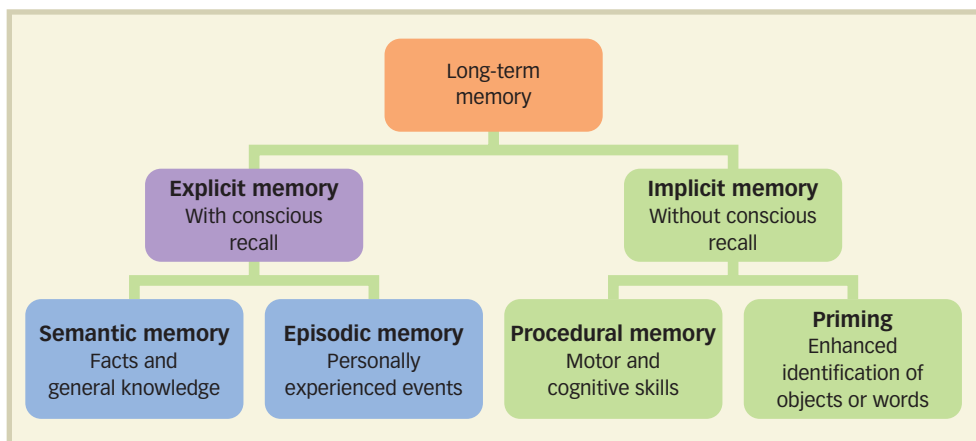 Long-term
memory
Explicit memory
With conscious
recall
Implicit memory
Without conscious
recall
Semantic memory
Facts and
general knowledge
Episodic memory
Personally
experienced events
Procedural memory
Motor and
cognitive skills
Priming
Enhanced
identification of
objects or words